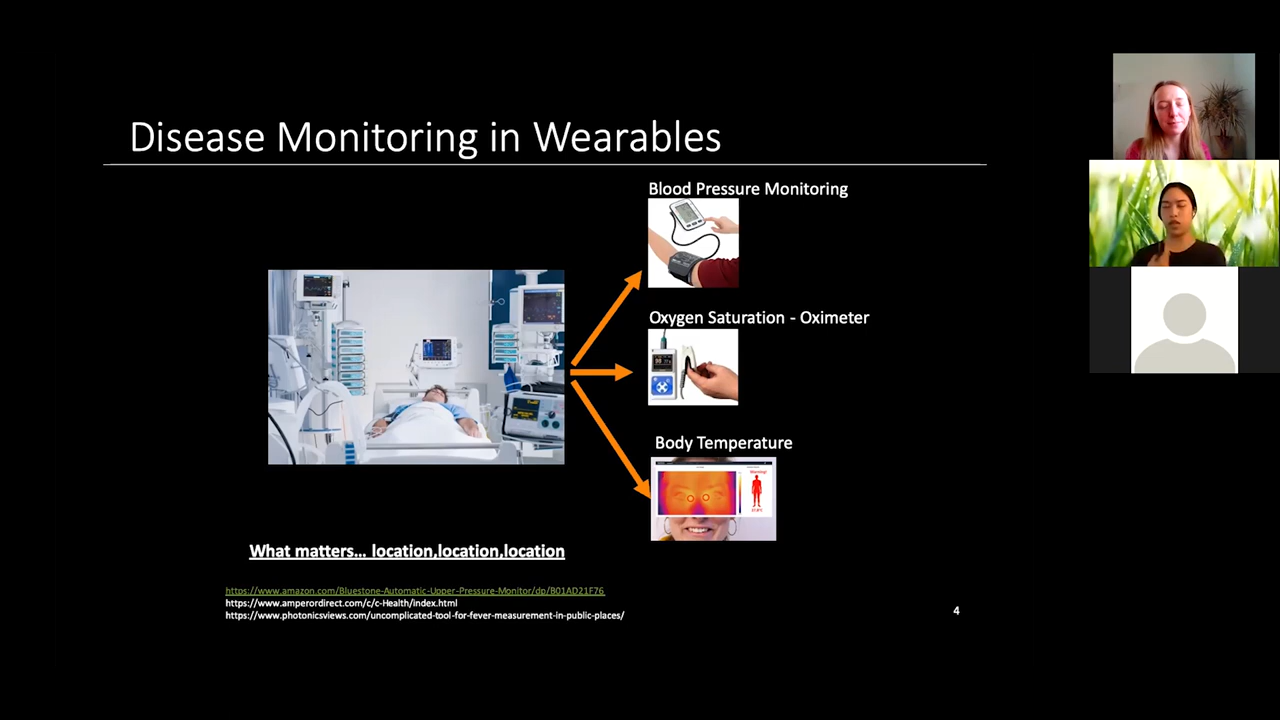 Disease Monitoring in Wearables
Blood Pressure Monitoring
Oxygen Saturation - Oximeter
Body Temperature
Warning!
What matters... location,location,location
https://www.amazon.com/Bluestone-Automatic-Upper-Pressure-Monitor/dp/B01AD21F76
https://www.amperordirect.com/c/c-Health/index.html
https://www.photonicsviews.com/uncomplicated-tool-for-fever-measurement-in-public-places/
4